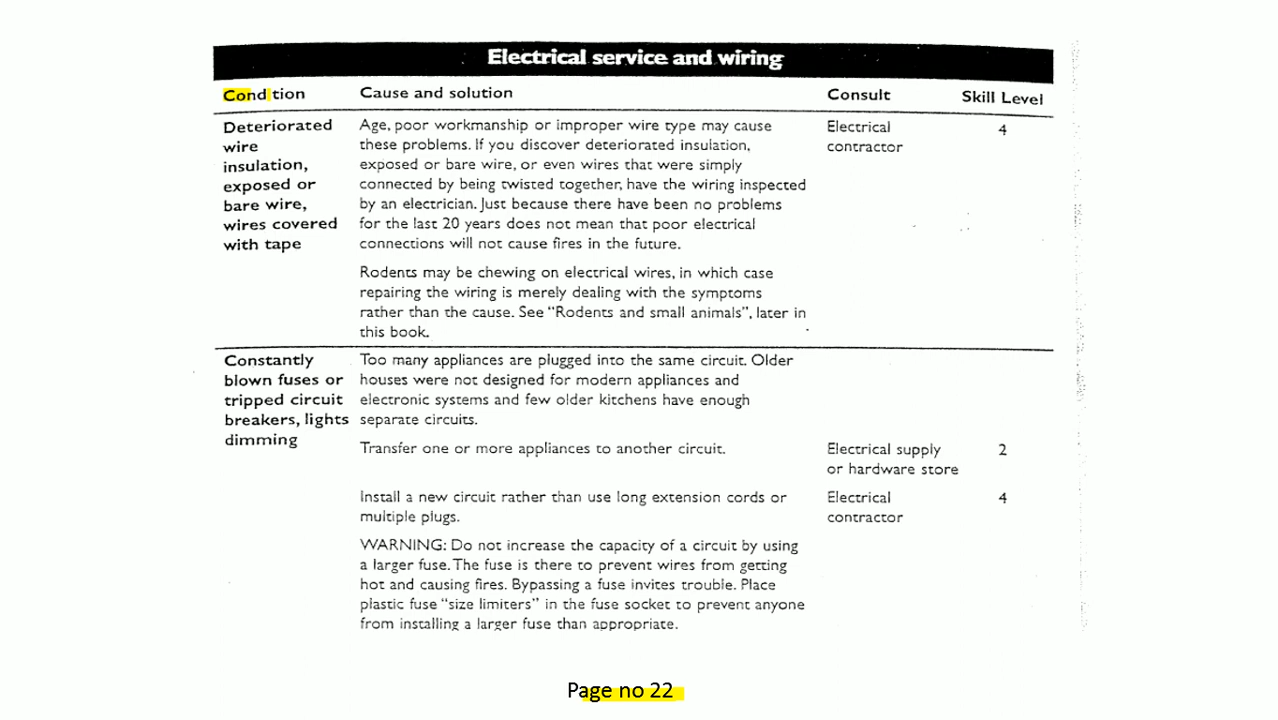 Electrical service and wiring
Condition Cause and solution Consult Skill Level
Deteriorated wire insulation, exposed or bare wire, wires covered with tape
Age, poor workmanship or improper wire type may cause
these problems. If you discover deteriorated insulation,
exposed or bare wire, or even wires that were simply
connected by being twisted together, have the wiring inspected
by an electrician. Just because there have been no problems
for the last 20 years does not mean that poor electrical
connections will not cause fires in the future.
Electrical
contractor
4
Rodents may be chewing on electrical wires, in which case
repairing the wiring is merely dealing with the symptoms
rather than the cause. See "Rodents and small animals", later in
this book.
Constantly
blown fuses or
tripped circuit
breakers, lights
dimming
Too many appliances are plugged into the same circuit. Older
houses were not designed for modern appliances and
electronic systems and few older kitchens have enough
separate circuits.
Transfer one or more appliances to another circuit.
Electrical supply
or hardware store
2
Install a new circuit rather than use long extension cords or
multiple plugs.
Electrical
contractor
4
WARNING: Do not increase the capacity of a circuit by using
a larger fuse. The fuse is there to prevent wires from getting
hot and causing fires. Bypassing a fuse invites trouble. Place
plastic fuse "size limiters" in the fuse socket to prevent anyone
from installing a larger fuse than appropriate.
Page no 22